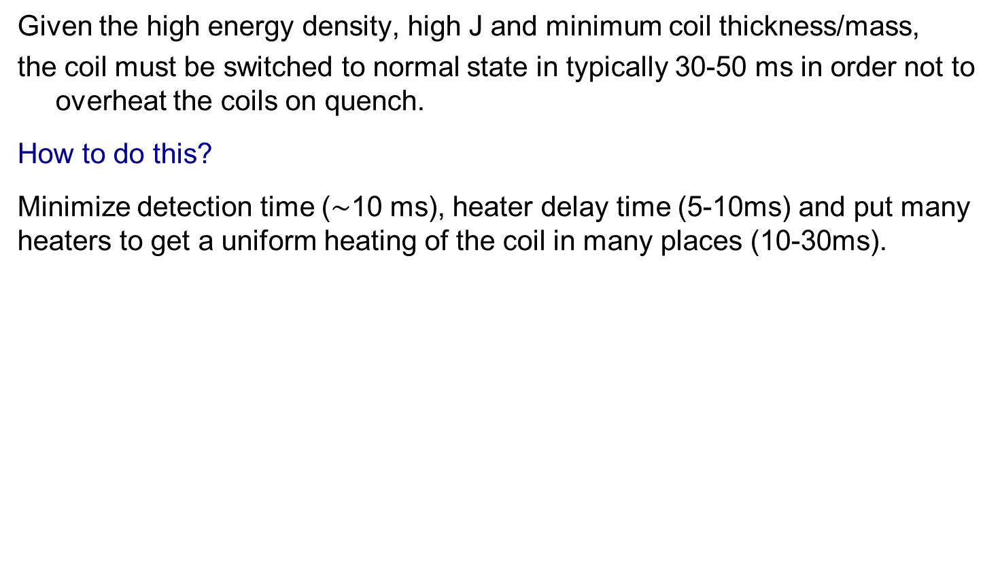 Given the high energy density, high J and minimum coil thickness/mass,
the coil must be switched to normal state in typically 30-50 ms in order not to
overheat the coils on quench.
How to do this?
Minimize detection time (~10 ms), heater delay time (5-10ms) and put many
heaters to get a uniform heating of the coil in many places (10-30ms).